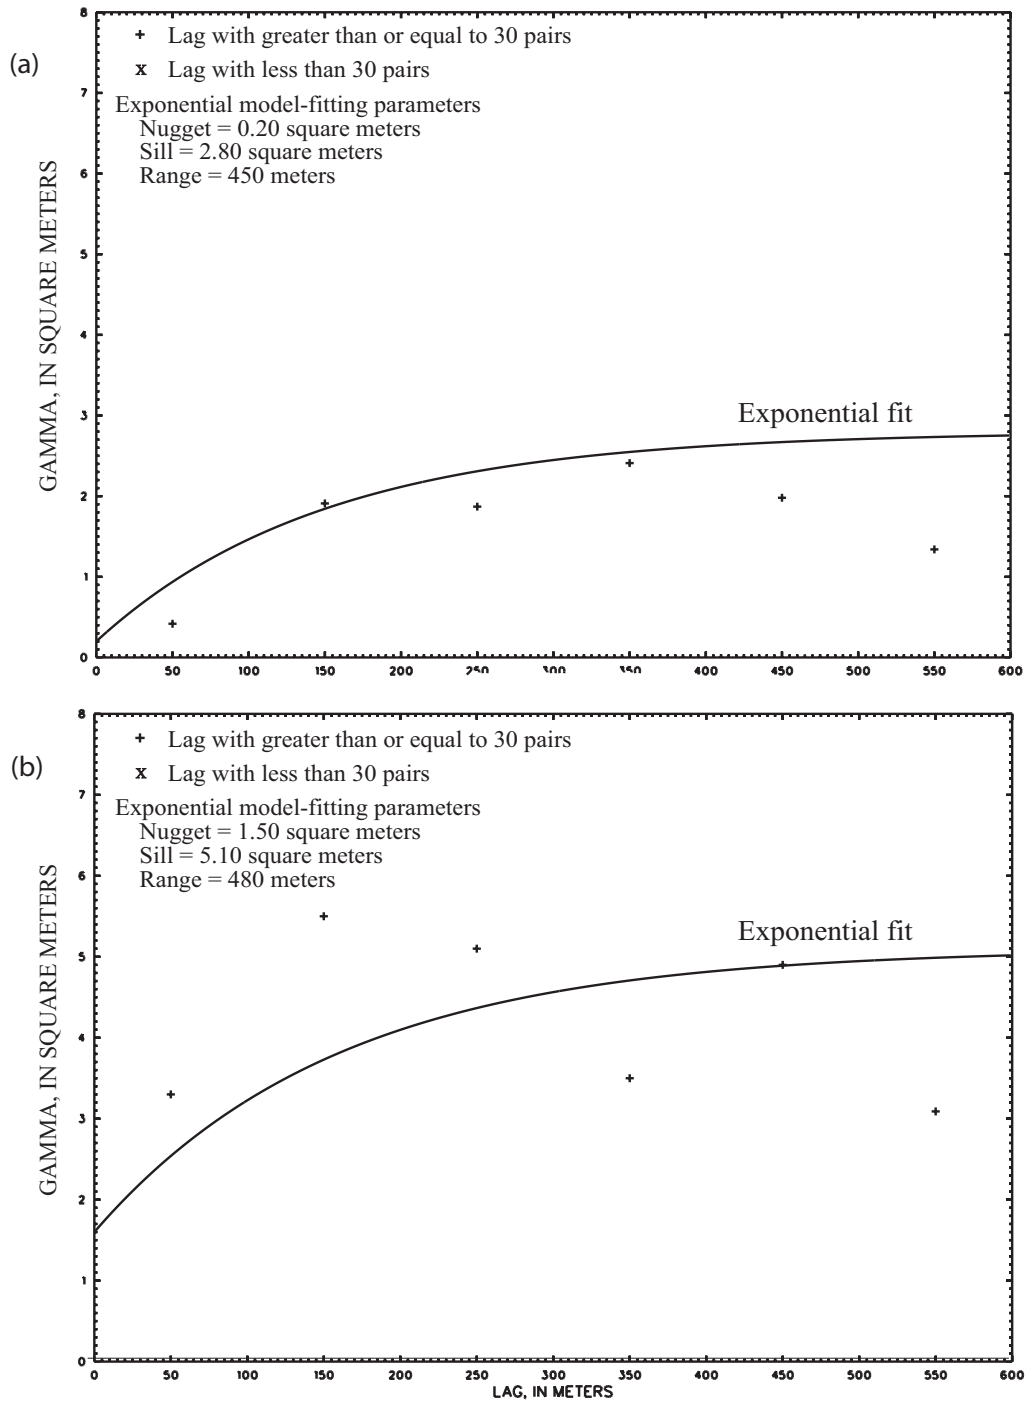 (a)
+ Lag with greater than or equal to 30 pairs
x Lag with less than 30 pairs
Exponential model-fitting parameters
Nugget = 0.20 square meters
Sill = 2.80 square meters
Range = 450 meters
GAMMA, IN SQUARE METERS
8
7
6
5
4
3
2
1
0
Exponential fit
0 50 100 150 200 250 300 350 400 450 500 550 600
(b)
+ Lag with greater than or equal to 30 pairs
x Lag with less than 30 pairs
Exponential model-fitting parameters
Nugget = 1.50 square meters
Sill = 5.10 square meters
Range = 480 meters
GAMMA, IN SQUARE METERS
8
7
6
5
4
3
2
1
0
Exponential fit
0 50 100 150 200 250 300 350 400 450 500 550 600
LAG, IN METERS